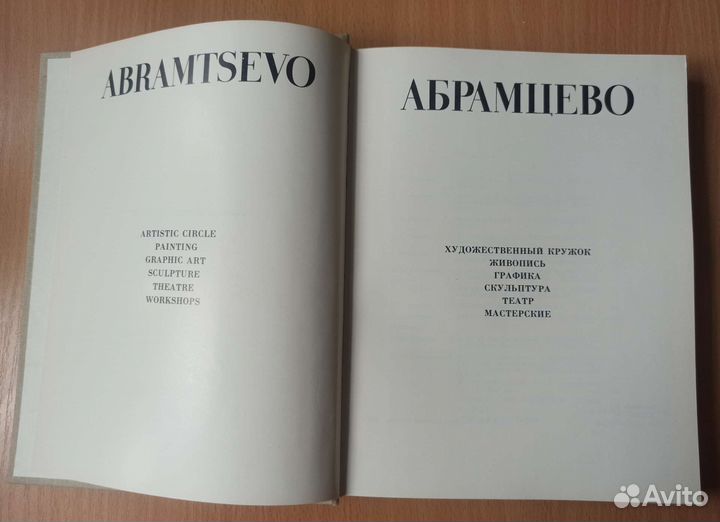 ABRAMTSEVO
ARTISTIC CIRCLE
PAINTING
GRAPHIC ART
SCULPTURE
THEATRE
WORKSHOPS
АБРАМЦЕВО
ХУДОЖЕСТВЕННЫЙ КРУЖОК
ЖИВОПИСЬ
ГРАФИКА
СКУЛЬПТУРА
ТЕАТР
МАСТЕРСКИЕ
Avito